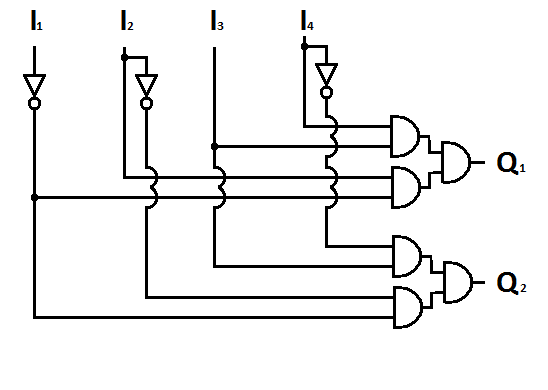 I₁ I₂ I₃ I₄
Q₁
Q₂